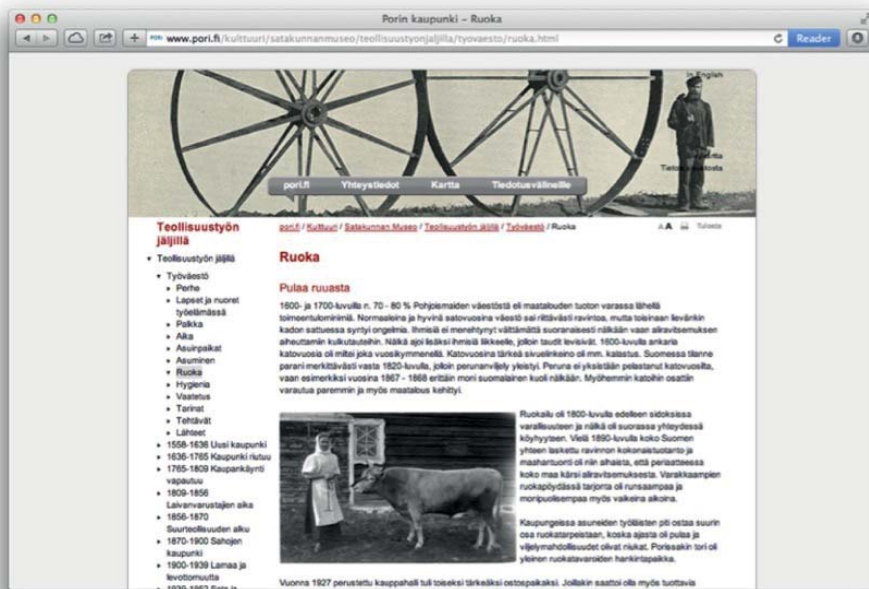 Porin kaupunki – Ruoka
www.pori.fi/kulttuuri/satakunnanmuseo/teollisuustyonjaljilla/tyovaesto/ruoka.html
Reader
In English
pori.fi Yhteystiedot Kartta Tiedotusvälineille
Teollisuustyön
jäljillä
Teollisuustyön jäljillä
Työväestö
Perhe
Lapset ja nuoret
työelämässä
Palkka
Aika
Asuinpaikat
Asuminen
Ruoka
Hygienia
Vaatetus
Tarinat
Tehtävät
Lähteet
1558-1636 Uusi kaupunki
1636-1765 Kaupunki riutuu
1765-1809 Kaupankäynti
vapautuu
1809-1856
Laivanvarustajien aika
1856-1870
Suurteollisuuden alku
1870-1900 Sahojen
kaupunki
1900-1939 Lamaa ja
levottomuutta
pori.fi / Kulttuuri / Satakunnan Museo / Teollisuustyön jäljillä / Työväestö / Ruoka
AA Tulosta
Ruoka
Pulaa ruuasta
1600- ja 1700-luvuilla n. 70 - 80 % Pohjoismaiden väestöstä eli maatalouden tuoton varassa lähellä
toimeentulominimiä. Normaaleina ja hyvinä satovuosina väestö sai riittävästi ravintoa, mutta toisinaan lievänkin
kadon sattuessa syntyi ongelmia. Ihmisiä ei menehtynyt välttämättä suoranaisesti nälkään vaan aliravitsemuksen
aiheuttamiin kulkutauteihin. Nälkä ajoi lisäksi ihmisiä liikkeelle, jolloin taudit levisivät. 1600-luvulla ankaria
katovuosia oli miltei joka vuosikymmenellä. Katovuosina tärkeä sivuelinkeino oli mm. kalastus. Suomessa tilanne
parani merkittävästi vasta 1820-luvulla, jolloin perunanviljely yleistyi. Peruna ei yksistään pelastanut katovuosilta,
vaan esimerkiksi vuosina 1867 - 1868 erittäin moni suomalainen kuoli nälkään. Myöhemmin katoihin osattiin
varautua paremmin ja myös maatalous kehittyi.
Ruokailu oli 1800-luvulla edelleen sidoksissa
varallisuuteen ja nälkä oli suorassa yhteydessä
köyhyyteen. Vielä 1890-luvulla koko Suomen
yhteen laskettu ravinnon kokonaistuotanto ja
maahantuonti oli niin alhaista, että periaatteessa
koko maa kärsi aliravitsemuksesta. Varakkaampien
ruokapöydässä tarjonta oli runsaampaa ja
monipuolisempaa myös vaikeina aikoina.
Kaupungeissa asuneiden työläisten piti ostaa suurin
osa ruokatarpeistaan, koska ajasta oli pulaa ja
viljelymahdollisuudet olivat niukat. Porissakin tori oli
yleinen ruokatavaroiden hankintapaikka.
Vuonna 1927 perustettu kauppahalli tuli toiseksi tärkeäksi ostospaikaksi. Joillakin saattoi olla myös tuottavia